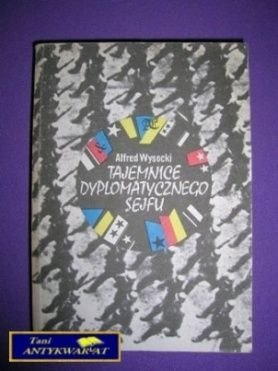 Alfred Wysocki
TAJEMNICE
DYPLOMATYCZNEGO
SEJFU
Tani
ANTYKWARIAT